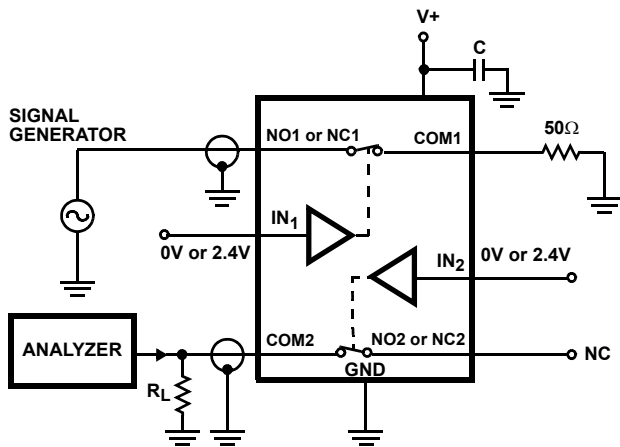 V+
C
SIGNAL
GENERATOR
NO1 or NC1
COM1
50Ω
IN1
0V or 2.4V
IN2
0V or 2.4V
ANALYZER
COM2
NO2 or NC2
NC
GND
RL